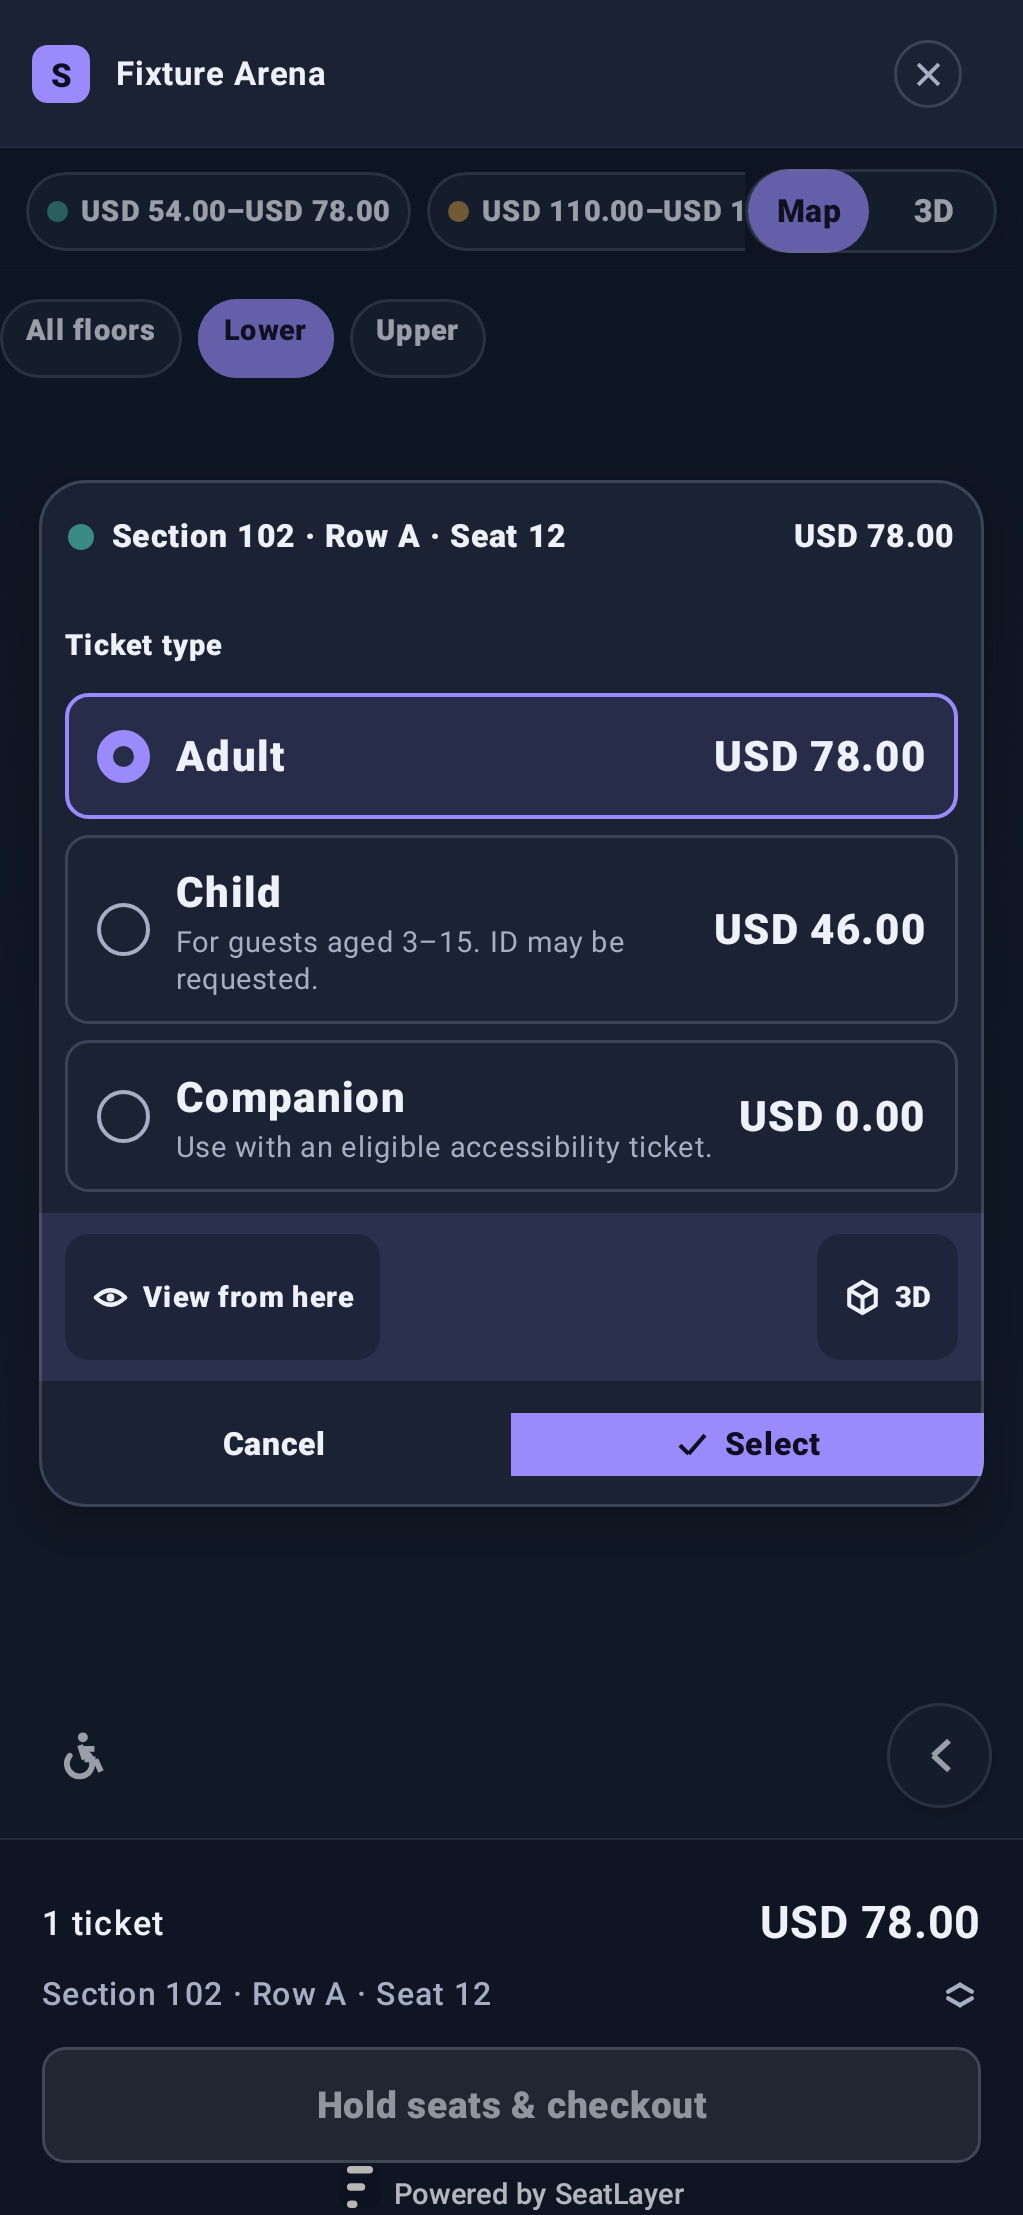 S Fixture Arena
USD 54.00–USD 78.00 USD 110.00–USD 1 Map 3D
All floors Lower Upper
Section 102 · Row A · Seat 12 USD 78.00
Ticket type
Adult USD 78.00
Child USD 46.00
For guests aged 3–15. ID may be
requested.
Companion USD 0.00
Use with an eligible accessibility ticket.
View from here 3D
Cancel Select
1 ticket USD 78.00
Section 102 · Row A · Seat 12
Hold seats & checkout
Powered by SeatLayer